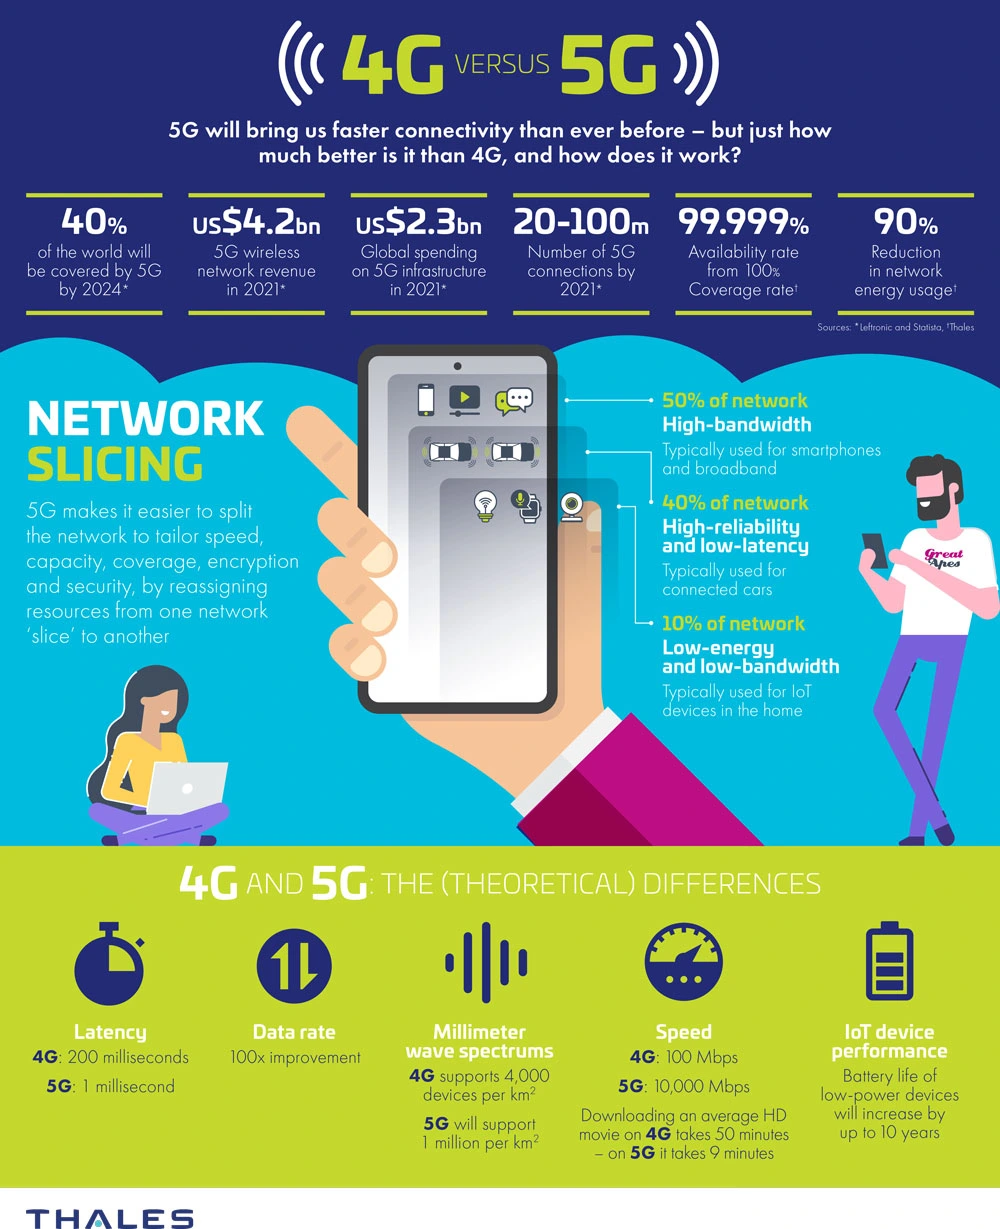 4G VERSUS 5G
5G will bring us faster connectivity than ever before – but just how
much better is it than 4G, and how does it work?
40%
of the world will
be covered by 5G
by 2024*
US$4.2bn
5G wireless
network revenue
in 2021*
US$2.3bn
Global spending
on 5G infrastructure
in 2021*
20-100m
Number of 5G
connections by
2021*
99.999%
Availability rate
from 100%
Coverage rate†
90%
Reduction
in network
energy usage†
Sources: *Leftronic and Statista, †Thales
NETWORK
SLICING
5G makes it easier to split
the network to tailor speed,
capacity, coverage, encryption
and security, by reassigning
resources from one network
‘slice’ to another
50% of network
High-bandwidth
Typically used for smartphones
and broadband
40% of network
High-reliability
and low-latency
Typically used for
connected cars
10% of network
Low-energy
and low-bandwidth
Typically used for IoT
devices in the home
Great
Apes
4G AND 5G: THE (THEORETICAL) DIFFERENCES
Latency
4G: 200 milliseconds
5G: 1 millisecond
Data rate
100x improvement
Millimeter
wave spectrums
4G supports 4,000
devices per km²
5G will support
1 million per km²
Speed
4G: 100 Mbps
5G: 10,000 Mbps
Downloading an average HD
movie on 4G takes 50 minutes
– on 5G it takes 9 minutes
IoT device
performance
Battery life of
low-power devices
will increase by
up to 10 years
THALES